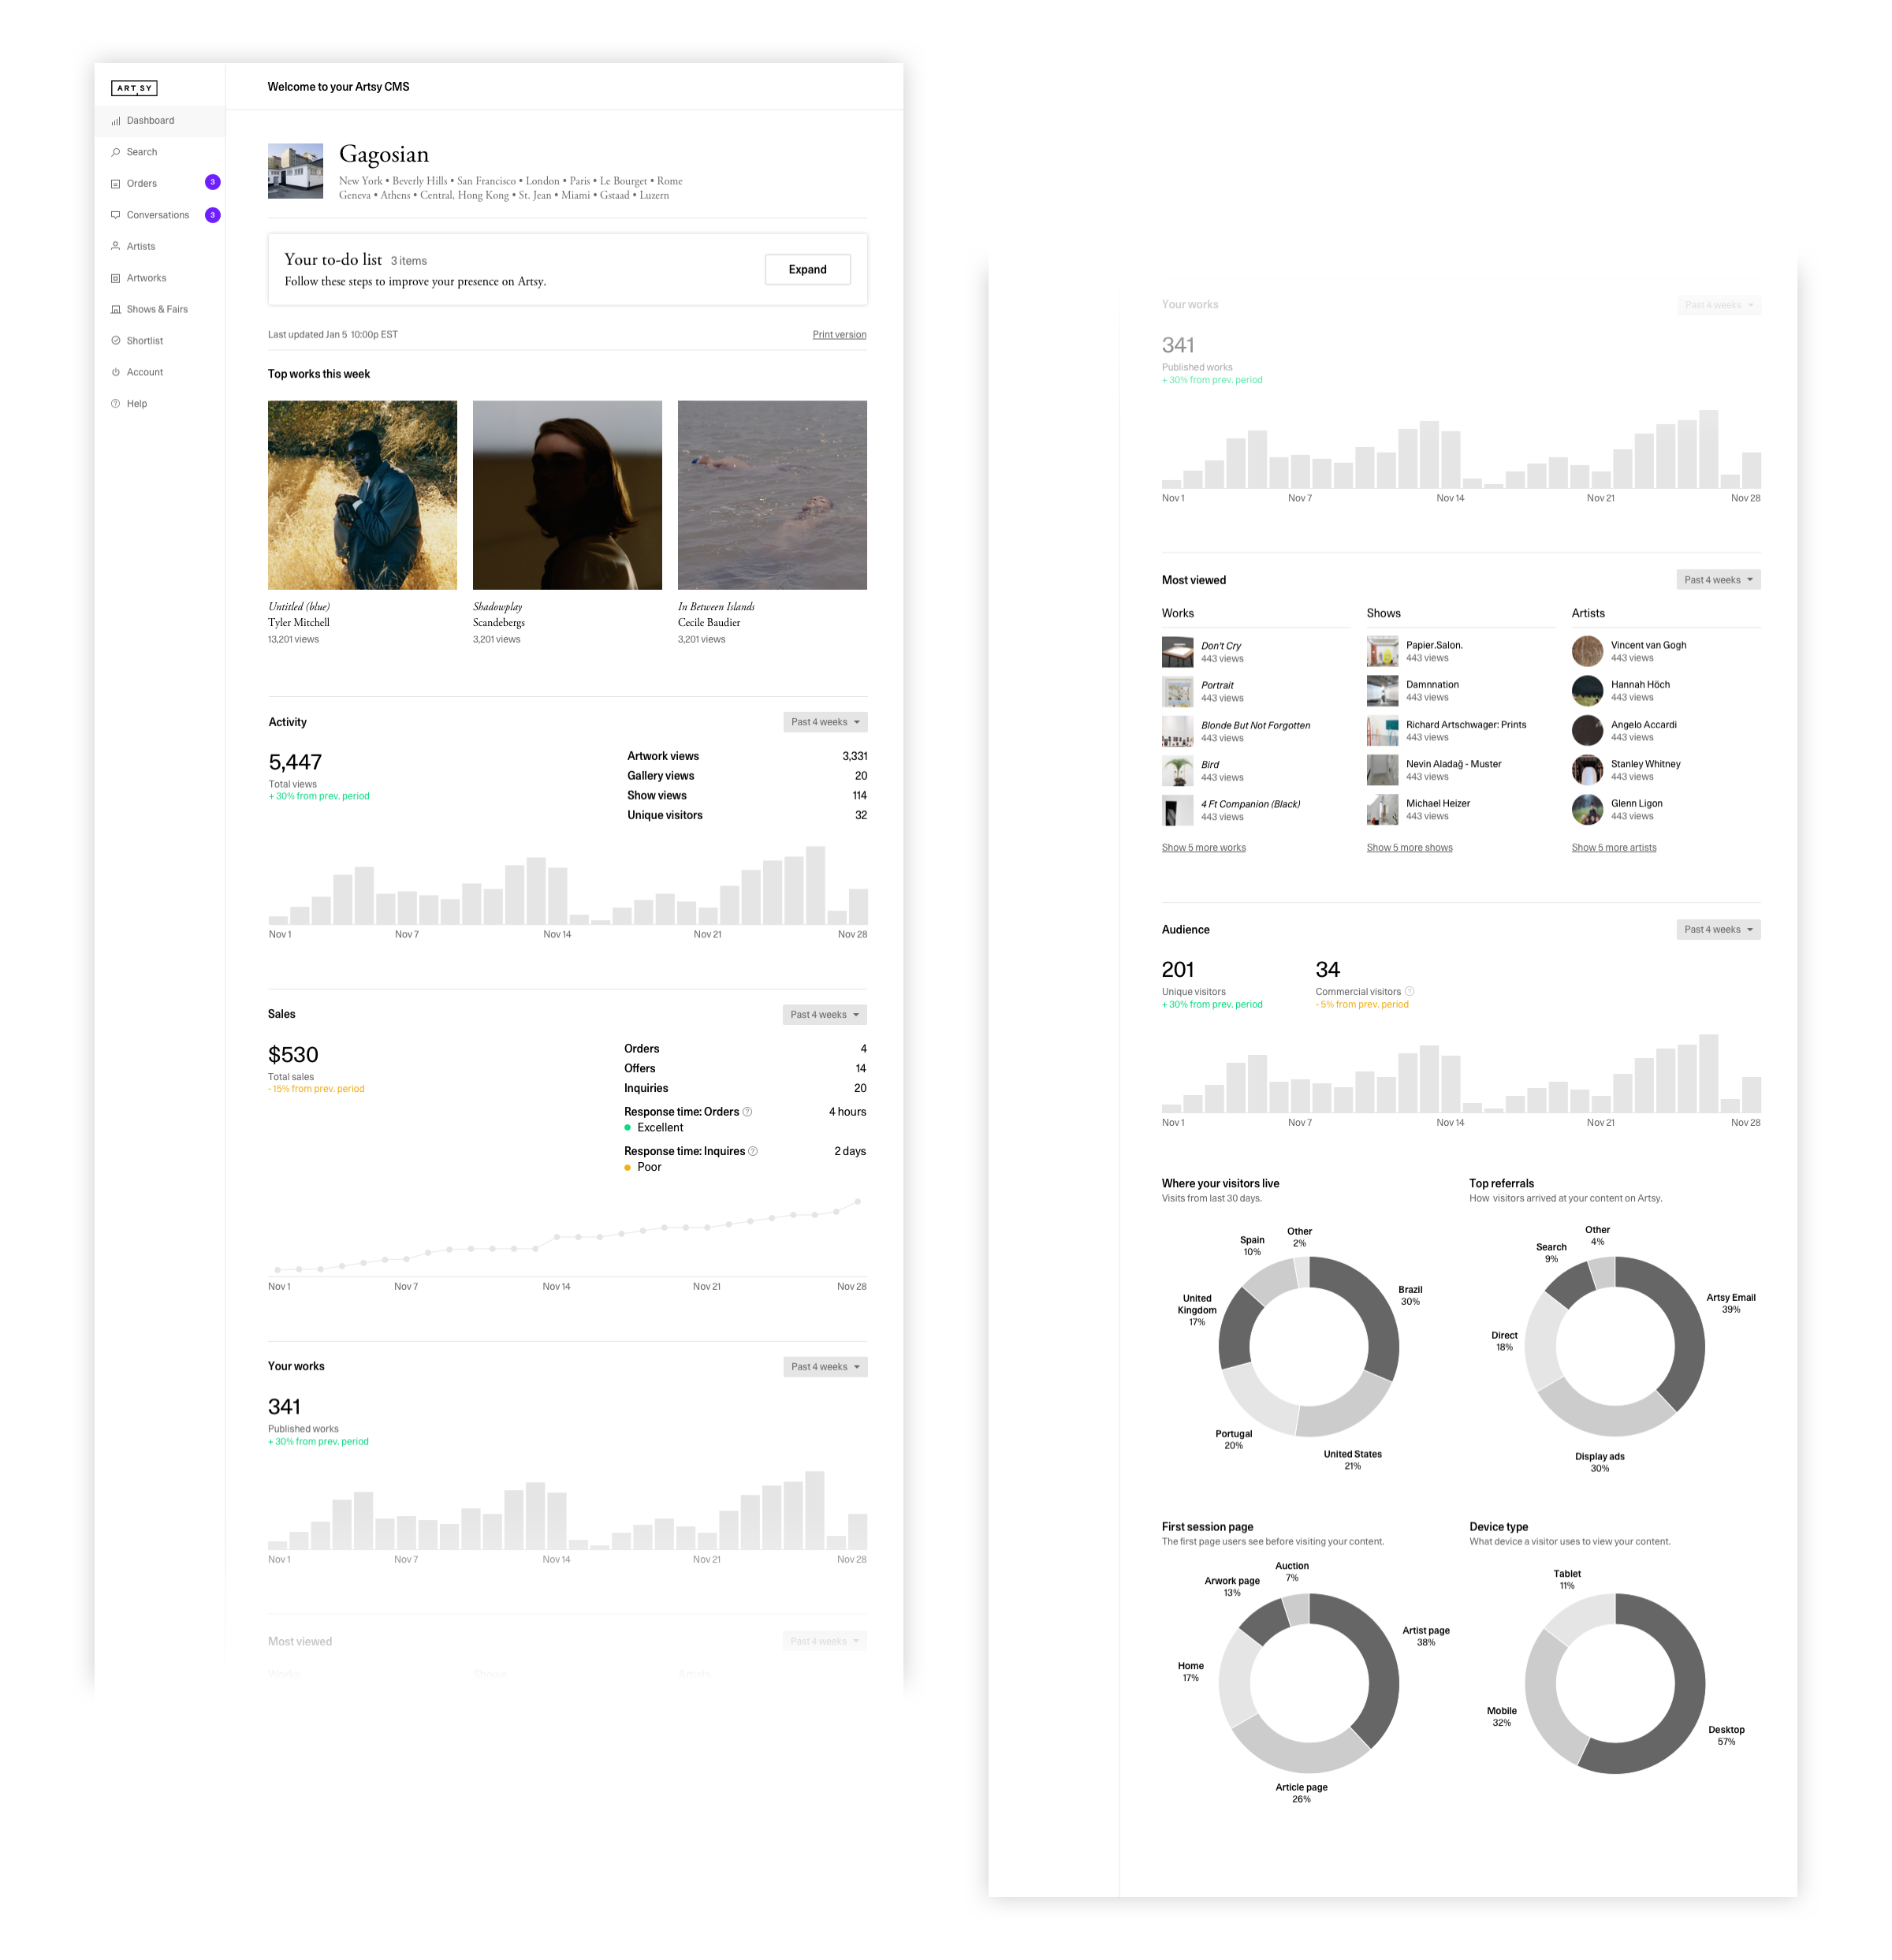 ARTSY
Welcome to your Artsy CMS
Dashboard
Search
Orders
3
Conversations
3
Artists
Artworks
Shows & Fairs
Shortlist
Account
Help
Gagosian
New York • Beverly Hills • San Francisco • London • Paris • Le Bourget • Rome
Geneva • Athens • Central, Hong Kong • St. Jean • Miami • Gstaad • Luzern
Your to-do list 3 items
Follow these steps to improve your presence on Artsy.
Expand
Last updated Jan 5 10:00p EST
Print version
Top works this week
Untitled (blue)
Tyler Mitchell
13,201 views
Shadowplay
Scandebergs
3,201 views
In Between Islands
Cecile Baudier
3,201 views
Activity
Past 4 weeks
5,447
Total views
+ 30% from prev. period
Artwork views 3,331
Gallery views 20
Show views 114
Unique visitors 32
Nov 1 Nov 7 Nov 14 Nov 21 Nov 28
Sales
Past 4 weeks
$530
Total sales
- 15% from prev. period
Orders 4
Offers 14
Inquiries 20
Response time: Orders 4 hours
Excellent
Response time: Inquires 2 days
Poor
Nov 1 Nov 7 Nov 14 Nov 21 Nov 28
Your works
Past 4 weeks
341
Published works
+ 30% from prev. period
Nov 1 Nov 7 Nov 14 Nov 21 Nov 28
Most viewed
Past 4 weeks
Works Shows Artists
Your works
Past 4 weeks
341
Published works
+ 30% from prev. period
Nov 1 Nov 7 Nov 14 Nov 21 Nov 28
Most viewed
Past 4 weeks
Works
Don't Cry
443 views
Portrait
443 views
Blonde But Not Forgotten
443 views
Bird
443 views
4 Ft Companion (Black)
443 views
Show 5 more works
Shows
Papier.Salon.
443 views
Damnnation
443 views
Richard Artschwager: Prints
443 views
Nevin Aladağ - Muster
443 views
Michael Heizer
443 views
Show 5 more shows
Artists
Vincent van Gogh
443 views
Hannah Höch
443 views
Angelo Accardi
443 views
Stanley Whitney
443 views
Glenn Ligon
443 views
Show 5 more artists
Audience
Past 4 weeks
201
Unique visitors
+ 30% from prev. period
34
Commercial visitors
- 5% from prev. period
Nov 1 Nov 7 Nov 14 Nov 21 Nov 28
Where your visitors live
Visits from last 30 days.
Other
2%
Spain
10%
Brazil
30%
United
Kingdom
17%
Portugal
20%
United States
21%
Top referrals
How visitors arrived at your content on Artsy.
Other
4%
Search
9%
Artsy Email
39%
Direct
18%
Display ads
30%
First session page
The first page users see before visiting your content.
Auction
7%
Arwork page
13%
Artist page
38%
Home
17%
Article page
26%
Device type
What device a visitor uses to view your content.
Tablet
11%
Mobile
32%
Desktop
57%